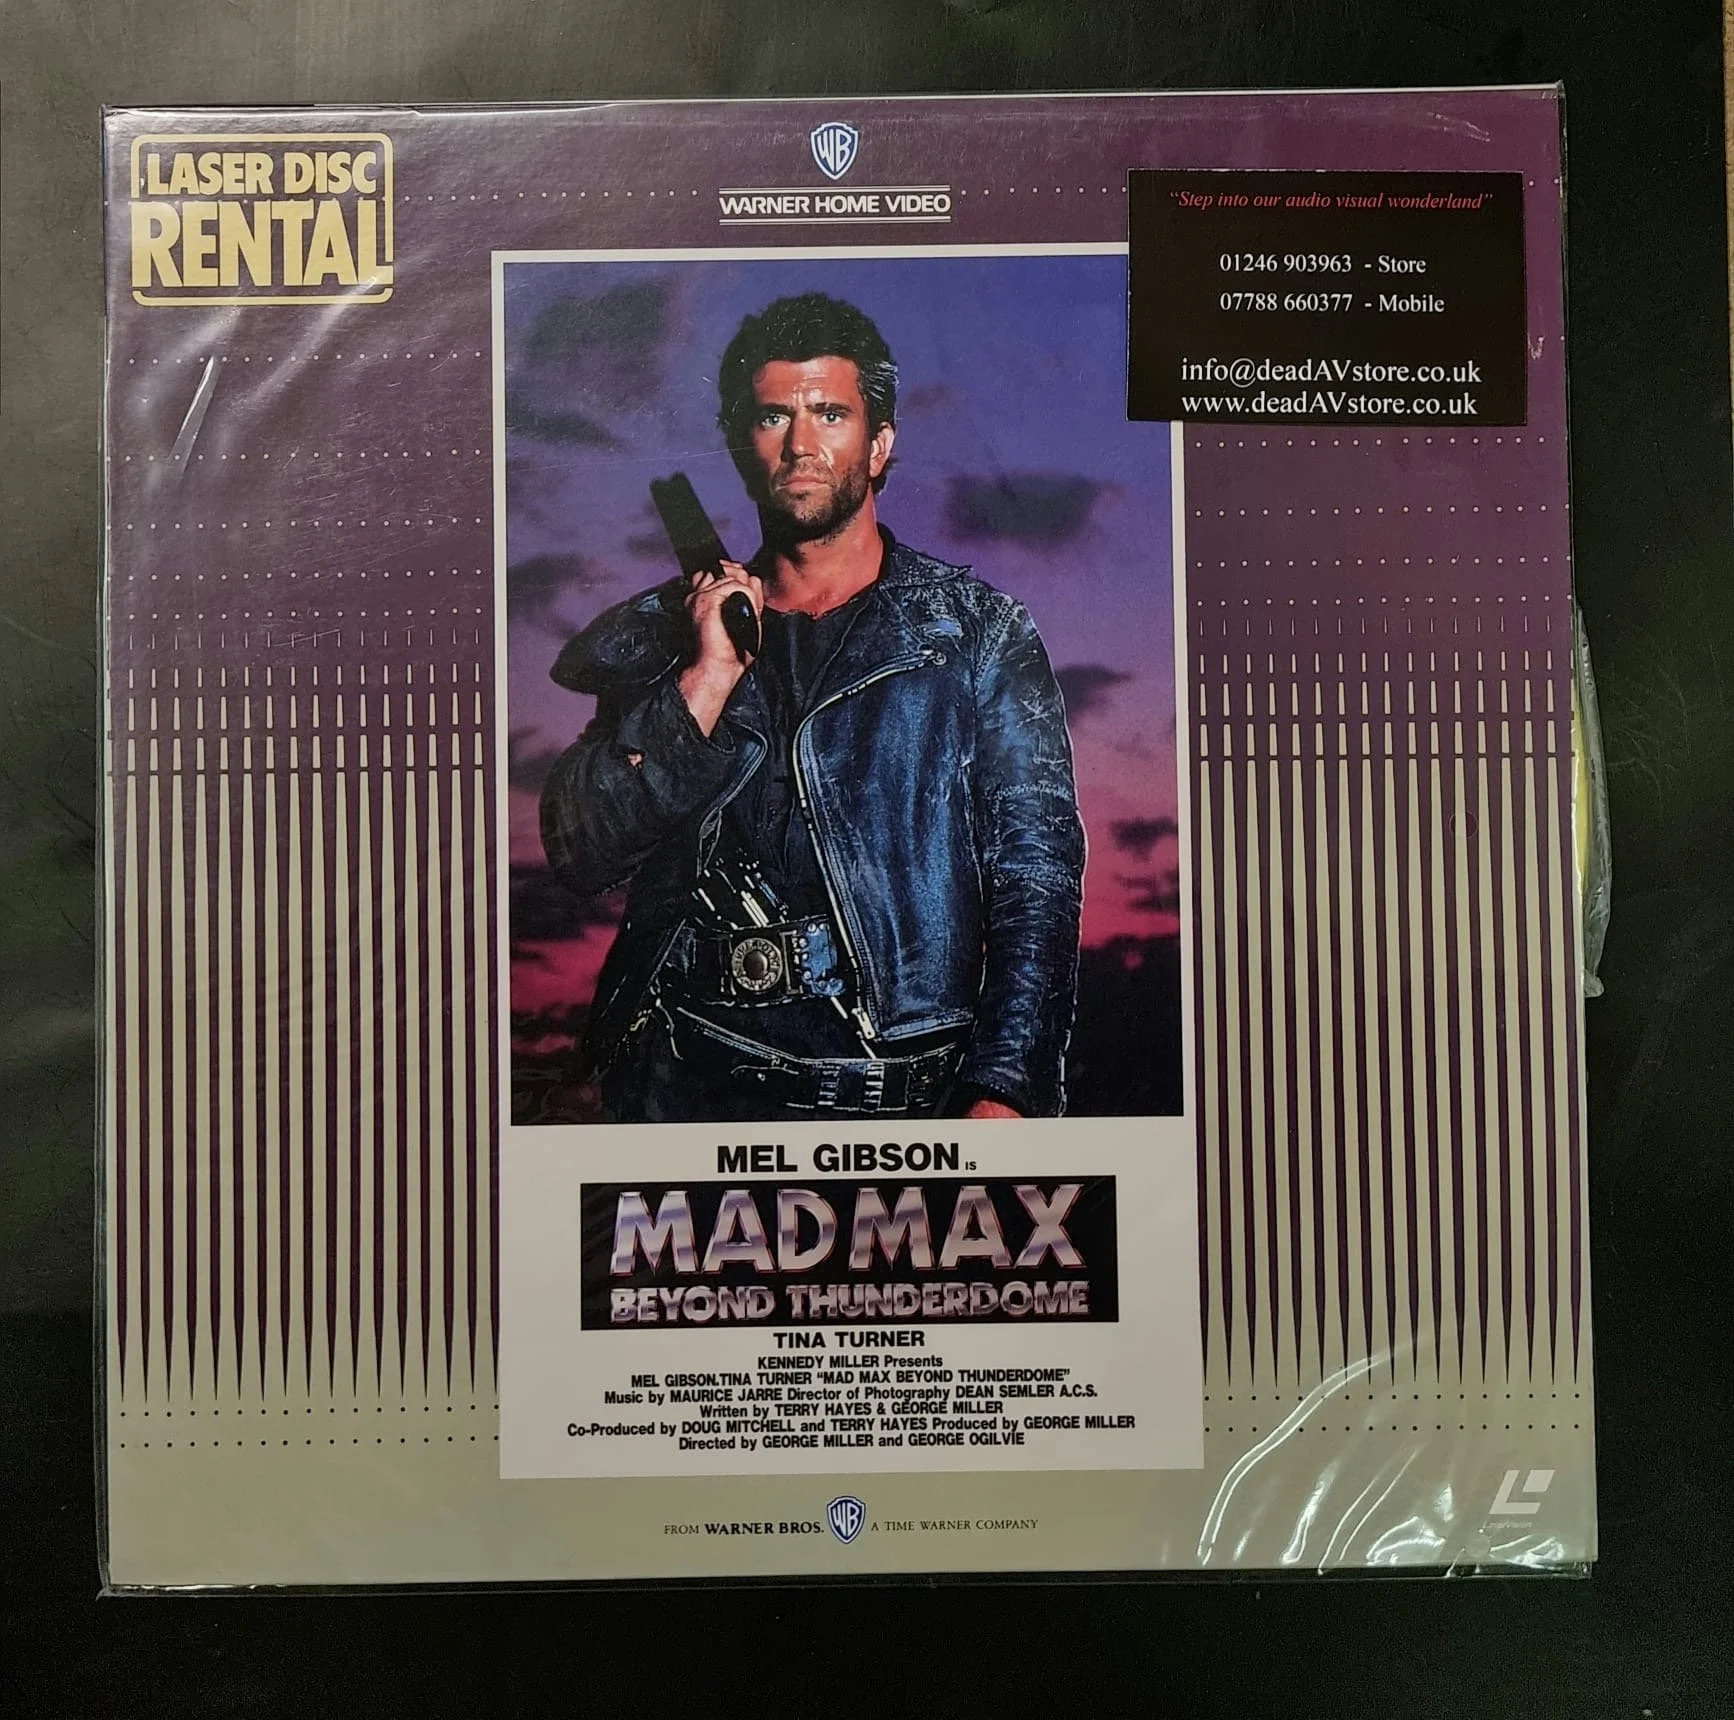 LASER DISC
RENTAL
WB
WARNER HOME VIDEO
“Step into our audio visual wonderland”
01246 903963 - Store
07788 660377 - Mobile
info@deadAVstore.co.uk
www.deadAVstore.co.uk
MEL GIBSON IS
MAD MAX
BEYOND THUNDERDOME
TINA TURNER
KENNEDY MILLER Presents
MEL GIBSON.TINA TURNER “MAD MAX BEYOND THUNDERDOME”
Music by MAURICE JARRE Director of Photography DEAN SEMLER A.C.S.
Written by TERRY HAYES & GEORGE MILLER
Co-Produced by DOUG MITCHELL and TERRY HAYES Produced by GEORGE MILLER
Directed by GEORGE MILLER and GEORGE OGILVIE
FROM WARNER BROS. WB A TIME WARNER COMPANY
LaserVision